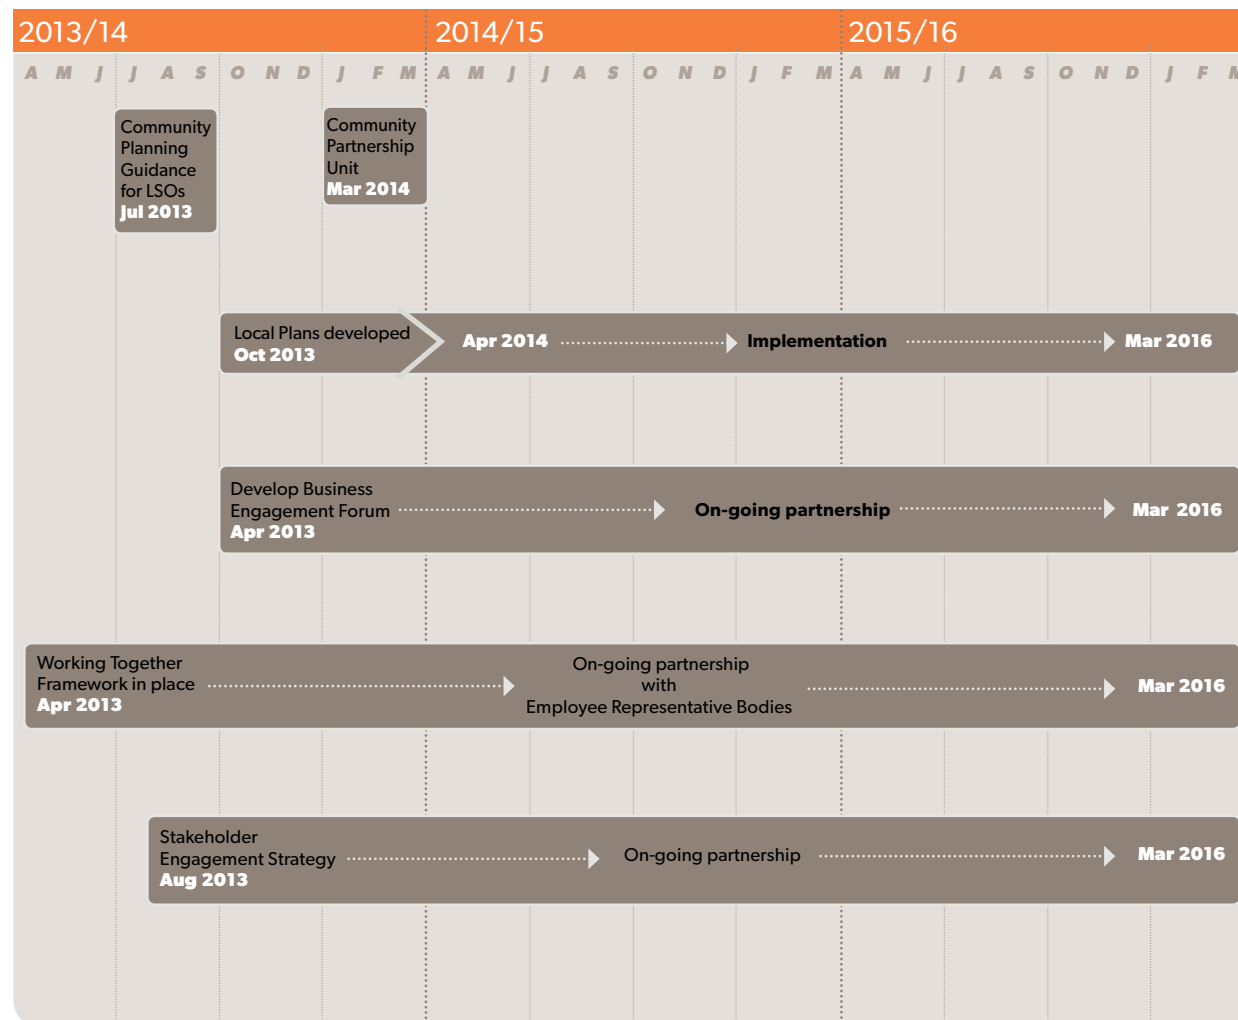 2013/14 2014/15 2015/16
A M J J A S O N D J F M A M J J A S O N D J F M A M J J A S O N D J F M
Community
Planning
Guidance
for LSOs
Jul 2013
Community
Partnership
Unit
Mar 2014
Local Plans developed
Oct 2013
Apr 2014
Implementation
Mar 2016
Develop Business
Engagement Forum
Apr 2013
On-going partnership
Mar 2016
Working Together
Framework in place
Apr 2013
On-going partnership
with
Employee Representative Bodies
Mar 2016
Stakeholder
Engagement Strategy
Aug 2013
On-going partnership
Mar 2016